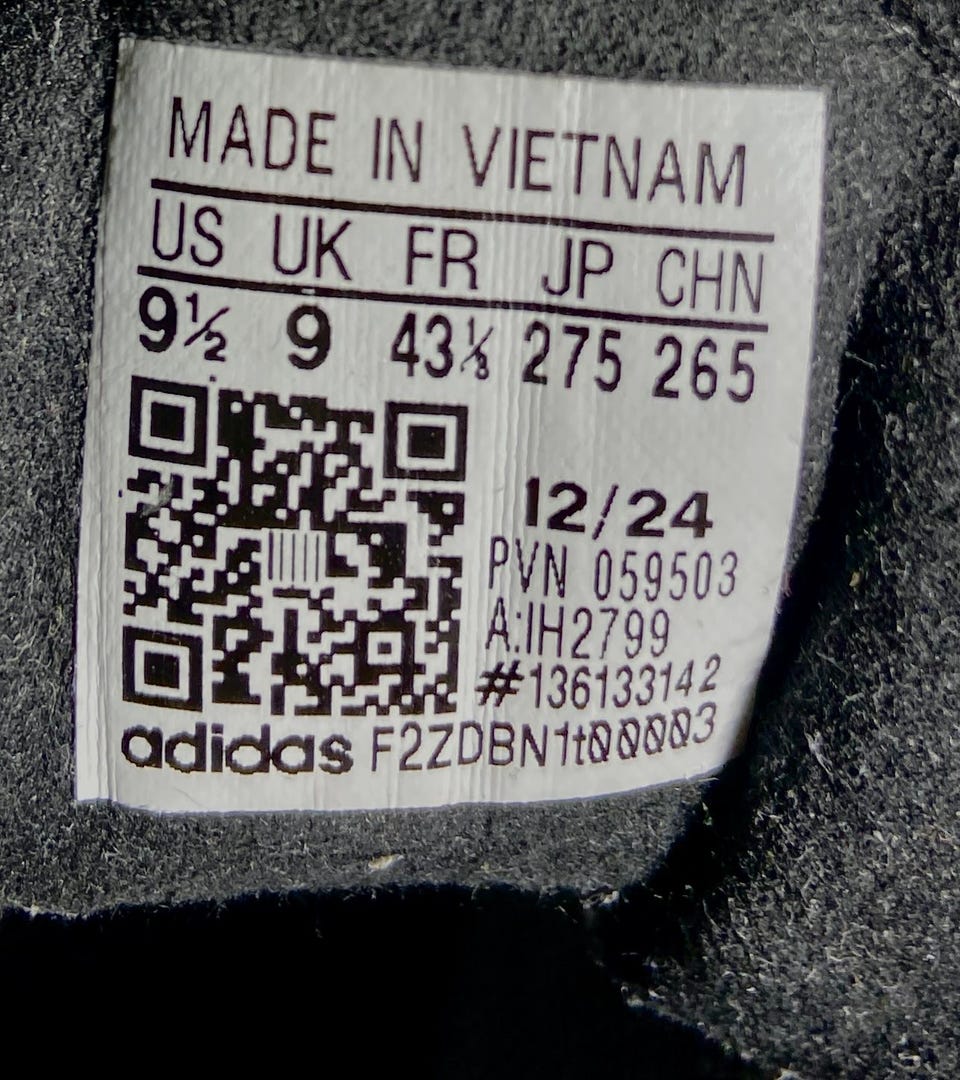 MADE IN VIETNAM
US UK FR JP CHN
9½ 9 43⅓ 275 265
12/24
PVN 059503
A:IH2799
#136133142
adidas F2ZDBN1t00003